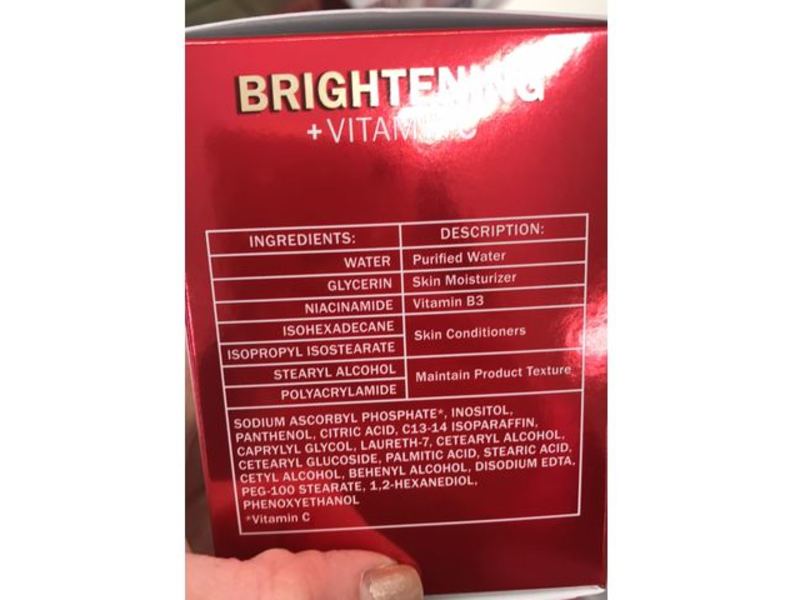 BRIGHTENING
+VITAMIN C
INGREDIENTS: DESCRIPTION:
WATER Purified Water
GLYCERIN Skin Moisturizer
NIACINAMIDE Vitamin B3
ISOHEXADECANE
ISOPROPYL ISOSTEARATE
Skin Conditioners
STEARYL ALCOHOL
POLYACRYLAMIDE
Maintain Product Texture
SODIUM ASCORBYL PHOSPHATE*, INOSITOL,
PANTHENOL, CITRIC ACID, C13-14 ISOPARAFFIN,
CAPRYLYL GLYCOL, LAURETH-7, CETEARYL ALCOHOL,
CETEARYL GLUCOSIDE, PALMITIC ACID, STEARIC ACID,
CETYL ALCOHOL, BEHENYL ALCOHOL, DISODIUM EDTA,
PEG-100 STEARATE, 1,2-HEXANEDIOL,
PHENOXYETHANOL
*Vitamin C